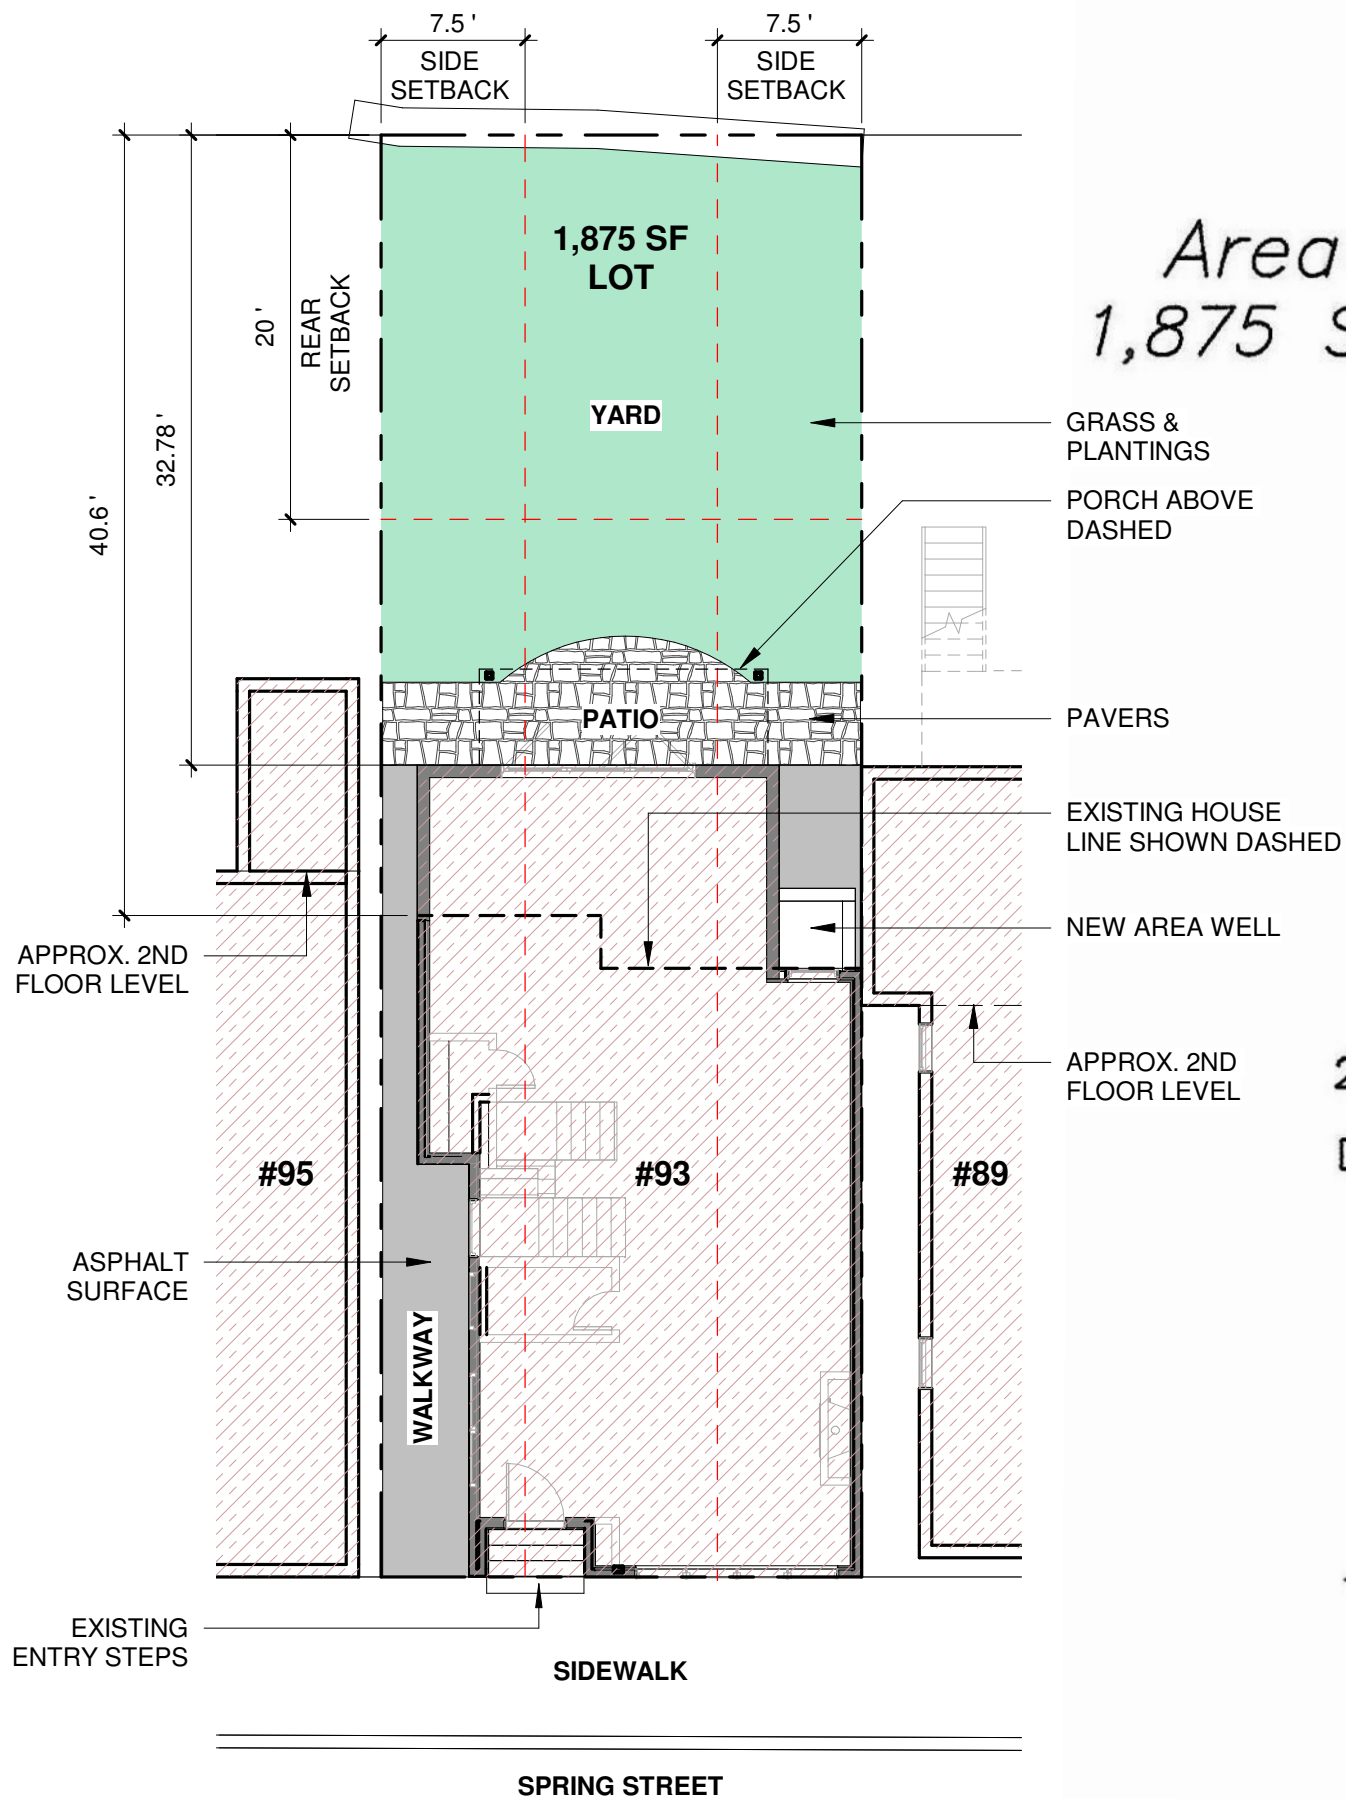 7.5 '
7.5 '
SIDE
SETBACK
SIDE
SETBACK
1,875 SF
LOT
Area
1,875
20 '
REAR
SETBACK
32.78 '
40.6 '
YARD
GRASS &
PLANTINGS
PORCH ABOVE
DASHED
PATIO
PAVERS
EXISTING HOUSE
LINE SHOWN DASHED
NEW AREA WELL
APPROX. 2ND
FLOOR LEVEL
APPROX. 2ND
FLOOR LEVEL
#95
#93
#89
ASPHALT
SURFACE
WALKWAY
EXISTING
ENTRY STEPS
SIDEWALK
SPRING STREET